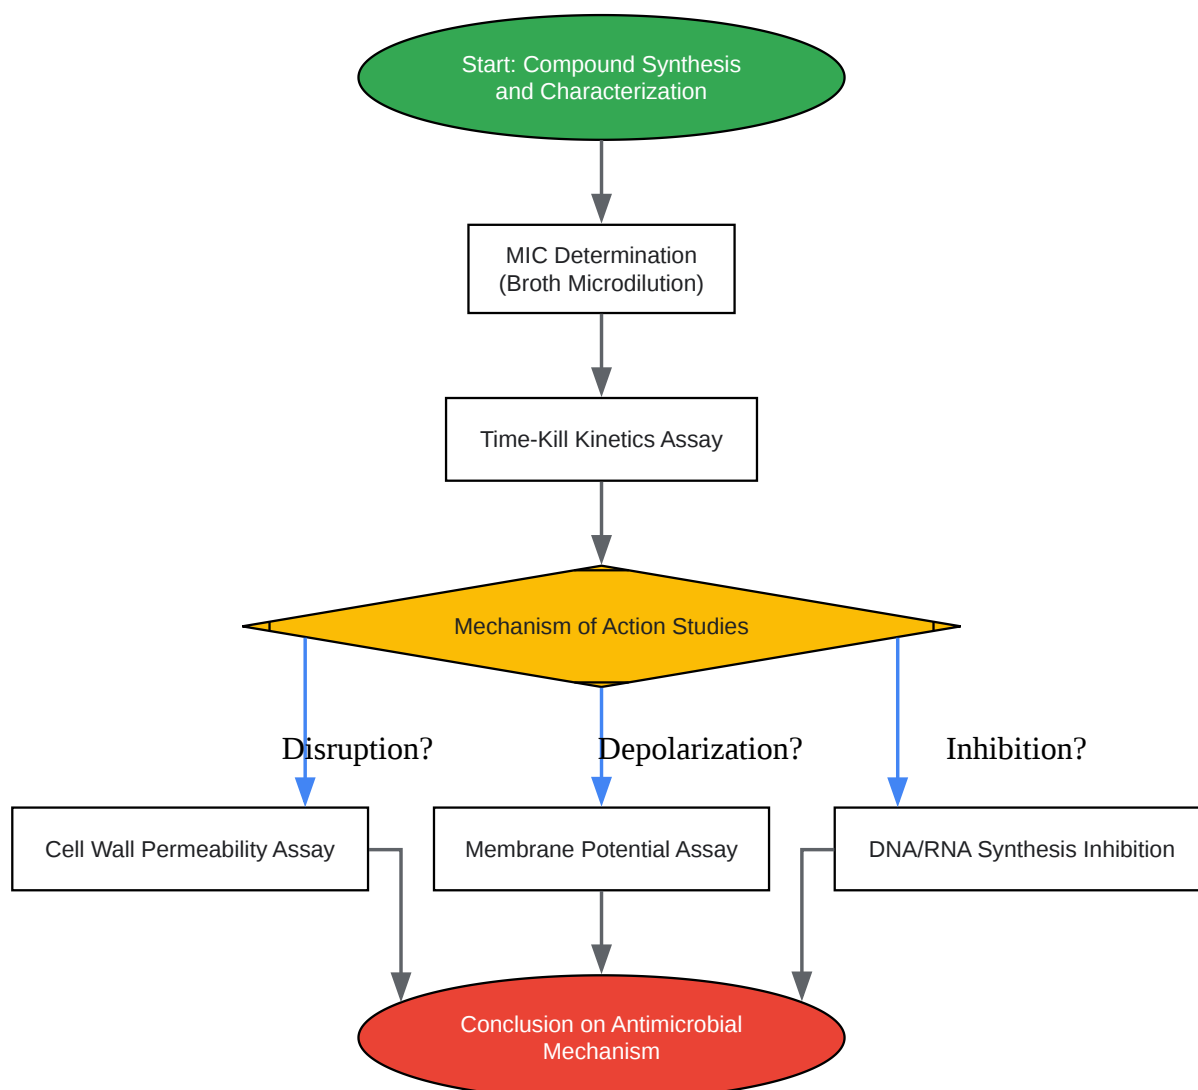 Start: Compound Synthesis
and Characterization
MIC Determination
(Broth Microdilution)
Time-Kill Kinetics Assay
Mechanism of Action Studies
Disruption?
Depolarization?
Inhibition?
Cell Wall Permeability Assay
Membrane Potential Assay
DNA/RNA Synthesis Inhibition
Conclusion on Antimicrobial
Mechanism